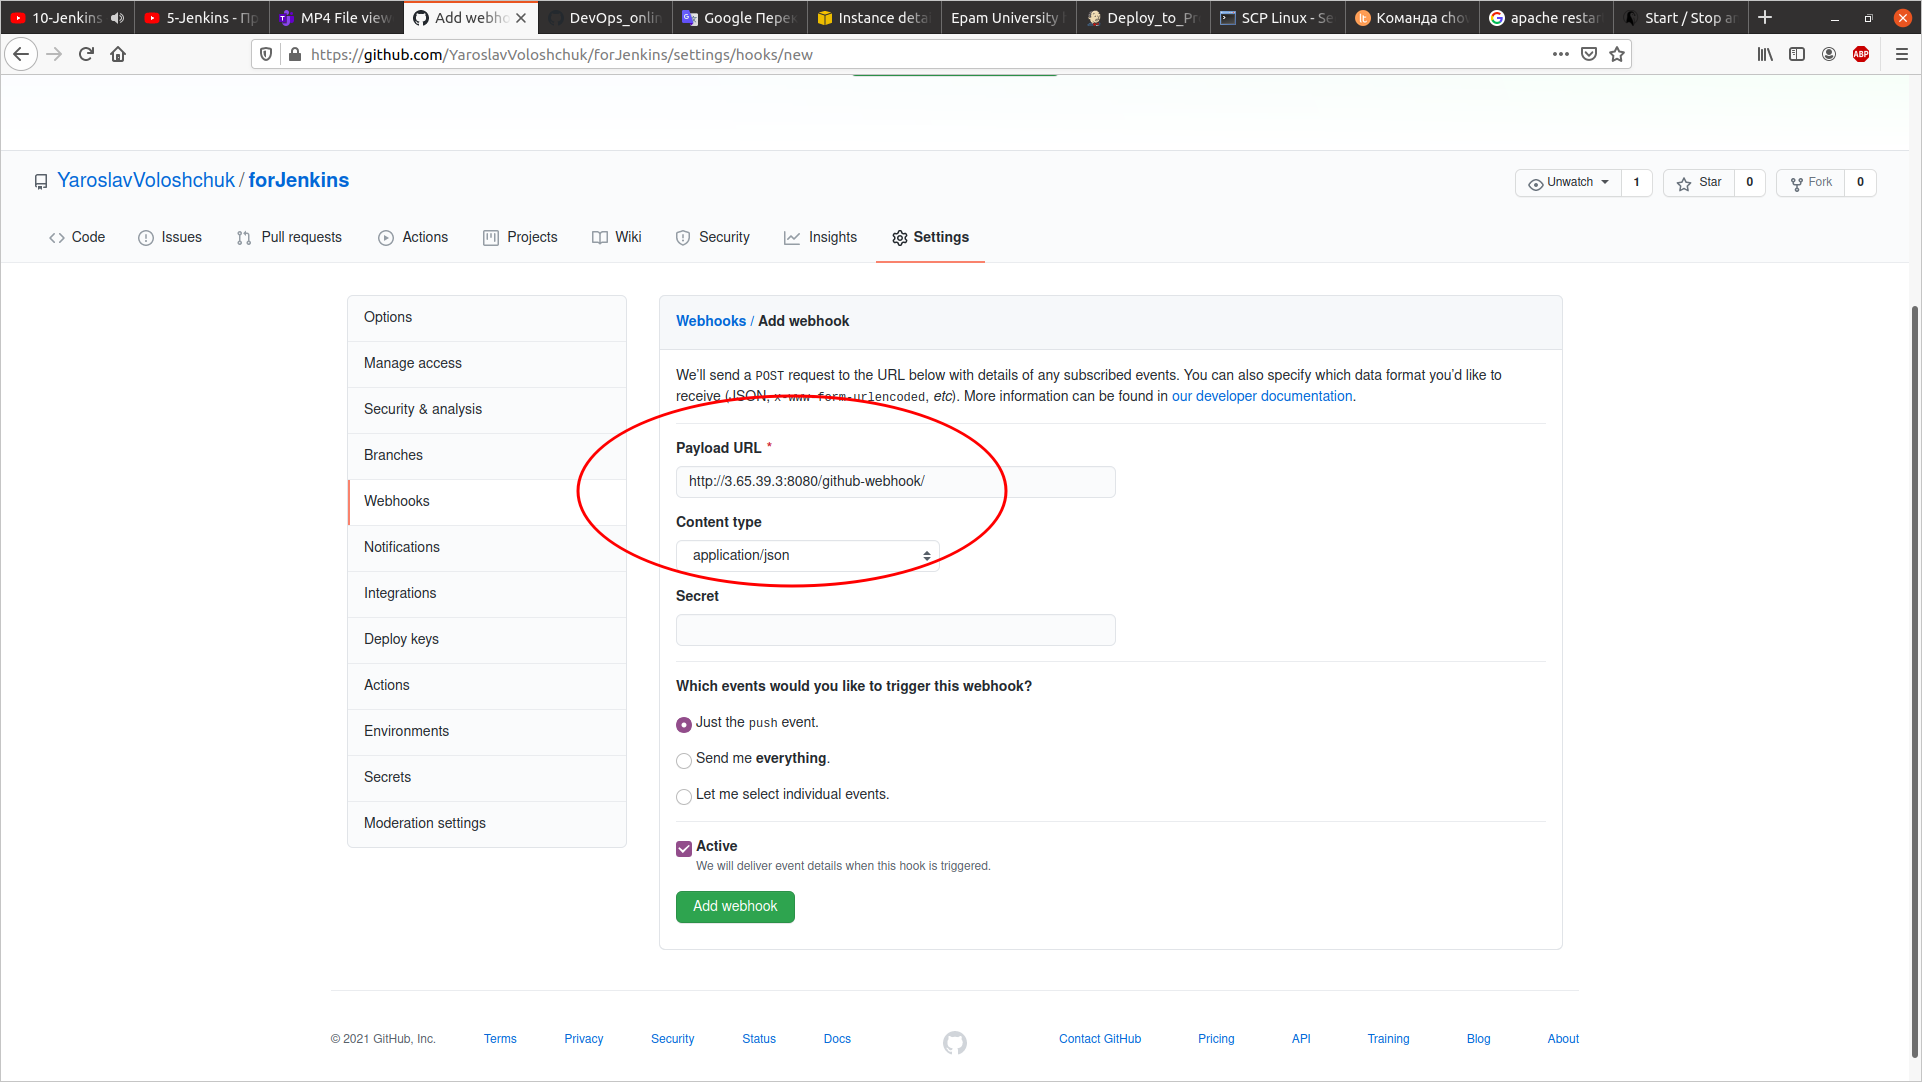 10-Jenkins
5-Jenkins - П
MP4 File view
Add webho
DevOps_onlin
Google Перек
Instance deta
Epam University
Deploy_to_Pr
SCP Linux - Se
Команда cho
apache restar
Start / Stop a
https://github.com/YaroslavVoloshchuk/forJenkins/settings/hooks/new
ABP
YaroslavVoloshchuk / forJenkins
Unwatch 1
Star 0
Fork 0
Code
Issues
Pull requests
Actions
Projects
Wiki
Security
Insights
Settings
Options
Manage access
Security & analysis
Branches
Webhooks
Notifications
Integrations
Deploy keys
Actions
Environments
Secrets
Moderation settings
Webhooks / Add webhook
We'll send a POST request to the URL below with details of any subscribed events. You can also specify which data format you'd like to
receive (JSON, x-www-form-urlencoded, etc). More information can be found in our developer documentation.
Payload URL *
http://3.65.39.3:8080/github-webhook/
Content type
application/json
Secret
Which events would you like to trigger this webhook?
Just the push event.
Send me everything.
Let me select individual events.
Active
We will deliver event details when this hook is triggered.
Add webhook
© 2021 GitHub, Inc.
Terms
Privacy
Security
Status
Docs
Contact GitHub
Pricing
API
Training
Blog
About